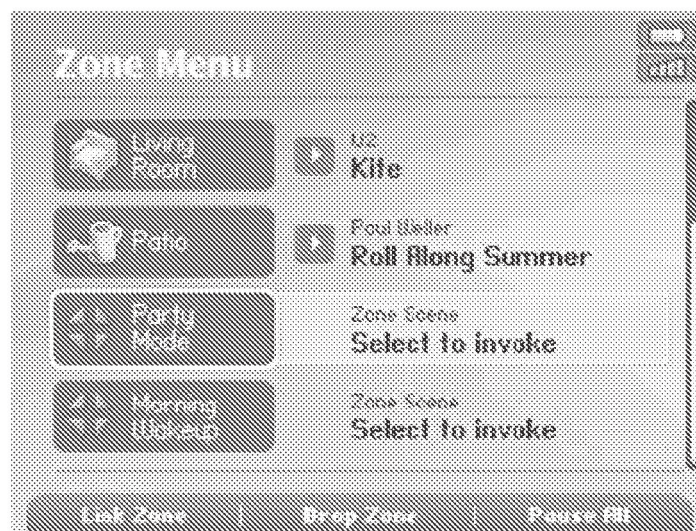 Zone Menu
Living
Room
U2
Kite
Patio
Paul Weller
Roll Along Summer
Party
Mode
Zone Scene
Select to invoke
Morning
Wakeup
Zone Scene
Select to invoke
Link Zone
Drop Zone
Pause All